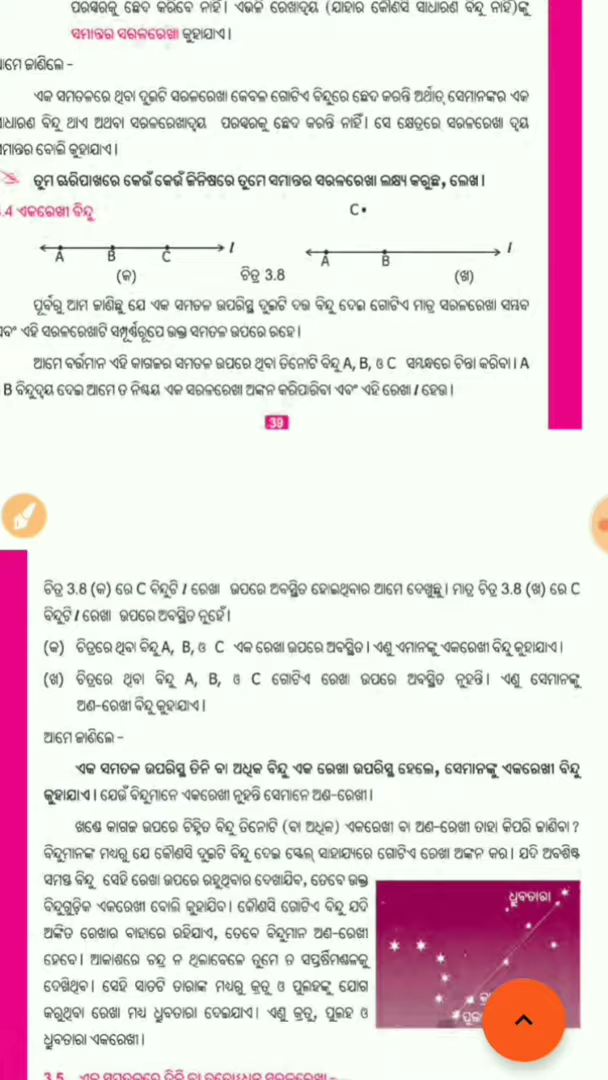 ପରସ୍ପରକୁ ଛେଦ କରିବେ ନାହିଁ। ଏଭଳି ରେଖାଦ୍ୱୟ (ଯାହାର କୌଣସି ସାଧାରଣ ବିନ୍ଦୁ ନାହିଁ)ଙ୍କୁ
ସମାନ୍ତର ସରଳରେଖା କୁହାଯାଏ।
ଆମେ ଜାଣିଲେ –
ଏକ ସମତଳରେ ଥିବା ଦୁଇଟି ସରଳରେଖା କେବଳ ଗୋଟିଏ ବିନ୍ଦୁରେ ଛେଦ କରନ୍ତି ଅର୍ଥାତ୍ ସେମାନଙ୍କର ଏକ
ସାଧାରଣ ବିନ୍ଦୁ ଥାଏ ଅଥବା ସରଳରେଖାଦ୍ୱୟ ପରସ୍ପରକୁ ଛେଦ କରନ୍ତି ନାହିଁ। ସେ କ୍ଷେତ୍ରରେ ସରଳରେଖା ଦ୍ୱୟ
ସମାନ୍ତର ବୋଲି କୁହାଯାଏ।
ତୁମ ଚ଼ାରିପାଖରେ କେଉଁ କେଉଁ ଜିନିଷରେ ତୁମେ ସମାନ୍ତର ସରଳରେଖା ଲକ୍ଷ୍ୟ କରୁଛ, ଲେଖ।
.4 ଏକରେଖୀ ବିନ୍ଦୁ
C
A B C l
A B l
(କ) ଚିତ୍ର 3.8 (ଖ)
ପୂର୍ବରୁ ଆମ ଜାଣିଛୁ ଯେ ଏକ ସମତଳ ଉପରିସ୍ଥ ଦୁଇଟି ଦତ୍ତ ବିନ୍ଦୁ ଦେଇ ଗୋଟିଏ ମାତ୍ର ସରଳରେଖା ସମ୍ଭବ
ଏବଂ ଏହି ସରଳରେଖାଟି ସମ୍ପୂର୍ଣ୍ଣରୂପେ ଉକ୍ତ ସମତଳ ଉପରେ ରହେ।
ଆମେ ବର୍ତ୍ତମାନ ଏହି କାଗଜର ସମତଳ ଉପରେ ଥିବା ତିନୋଟି ବିନ୍ଦୁ A, B, ଓ C ସମ୍ବନ୍ଧରେ ଚିନ୍ତା କରିବା। A
B ବିନ୍ଦୁଦ୍ୱୟ ଦେଇ ଆମେ ତ ନିଶ୍ଚୟ ଏକ ସରଳରେଖା ଅଙ୍କନ କରିପାରିବା ଏବଂ ଏହି ରେଖା l ହେଉ।
39
ଚିତ୍ର 3.8 (କ) ରେ C ବିନ୍ଦୁଟି l ରେଖା ଉପରେ ଅବସ୍ଥିତ ହୋଇଥିବାର ଆମେ ଦେଖୁଛୁ। ମାତ୍ର ଚିତ୍ର 3.8 (ଖ) ରେ C
ବିନ୍ଦୁଟି l ରେଖା ଉପରେ ଅବସ୍ଥିତ ନୁହେଁ।
(କ) ଚିତ୍ରରେ ଥିବା ବିନ୍ଦୁ A, B, ଓ C ଏକ ରେଖା ଉପରେ ଅବସ୍ଥିତ। ଏଣୁ ଏମାନଙ୍କୁ ଏକରେଖୀ ବିନ୍ଦୁ କୁହାଯାଏ।
(ଖ) ଚିତ୍ରରେ ଥିବା ବିନ୍ଦୁ A, B, ଓ C ଗୋଟିଏ ରେଖା ଉପରେ ଅବସ୍ଥିତ ନୁହନ୍ତି। ଏଣୁ ସେମାନଙ୍କୁ
ଅଣ-ରେଖୀ ବିନ୍ଦୁ କୁହାଯାଏ।
ଆମେ ଜାଣିଲେ –
ଏକ ସମତଳ ଉପରିସ୍ଥ ତିନି ବା ଅଧିକ ବିନ୍ଦୁ ଏକ ରେଖା ଉପରିସ୍ଥ ହେଲେ, ସେମାନଙ୍କୁ ଏକରେଖୀ ବିନ୍ଦୁ
କୁହାଯାଏ। ଯେଉଁ ବିନ୍ଦୁମାନେ ଏକରେଖୀ ନୁହନ୍ତି ସେମାନେ ଅଣ-ରେଖୀ।
ଖଣ୍ଡେ କାଗଜ ଉପରେ ଚିହ୍ନିତ ବିନ୍ଦୁ ତିନୋଟି (ବା ଅଧିକ) ଏକରେଖୀ ବା ଅଣ-ରେଖୀ ତାହା କିପରି ଜାଣିବା ?
ବିନ୍ଦୁମାନଙ୍କ ମଧ୍ୟରୁ ଯେ କୌଣସି ଦୁଇଟି ବିନ୍ଦୁ ଦେଇ ସ୍କେଲ୍ ସାହାଯ୍ୟରେ ଗୋଟିଏ ରେଖା ଅଙ୍କନ କର। ଯଦି ଅବଶିଷ୍ଟ
ସମସ୍ତ ବିନ୍ଦୁ ସେହି ରେଖା ଉପରେ ରହୁଥିବାର ଦେଖାଯିବ, ତେବେ ଉକ୍ତ
ବିନ୍ଦୁଗୁଡ଼ିକ ଏକରେଖୀ ବୋଲି କୁହାଯିବ। କୌଣସି ଗୋଟିଏ ବିନ୍ଦୁ ଯଦି
ଅଙ୍କିତ ରେଖାର ବାହାରେ ରହିଯାଏ, ତେବେ ବିନ୍ଦୁମାନ ଅଣ-ରେଖୀ
ହେବେ। ଆକାଶରେ ଚନ୍ଦ୍ର ନ ଥିଲାବେଳେ ତୁମେ ତ ସପ୍ତର୍ଷିମଣ୍ଡଳକୁ
ଦେଖିଥିବ। ସେହି ସାତଟି ତାରାଙ୍କ ମଧ୍ୟରୁ କ୍ରତୁ ଓ ପୁଲହଙ୍କୁ ଯୋଗ
କରୁଥିବା ରେଖା ମଧ୍ୟ ଧ୍ରୁବତାରା ଦେଇଯାଏ। ଏଣୁ କ୍ରତୁ, ପୁଲହ ଓ
ଧ୍ରୁବତାରା ଏକରେଖୀ।
ଧ୍ରୁବତାରା
3.5